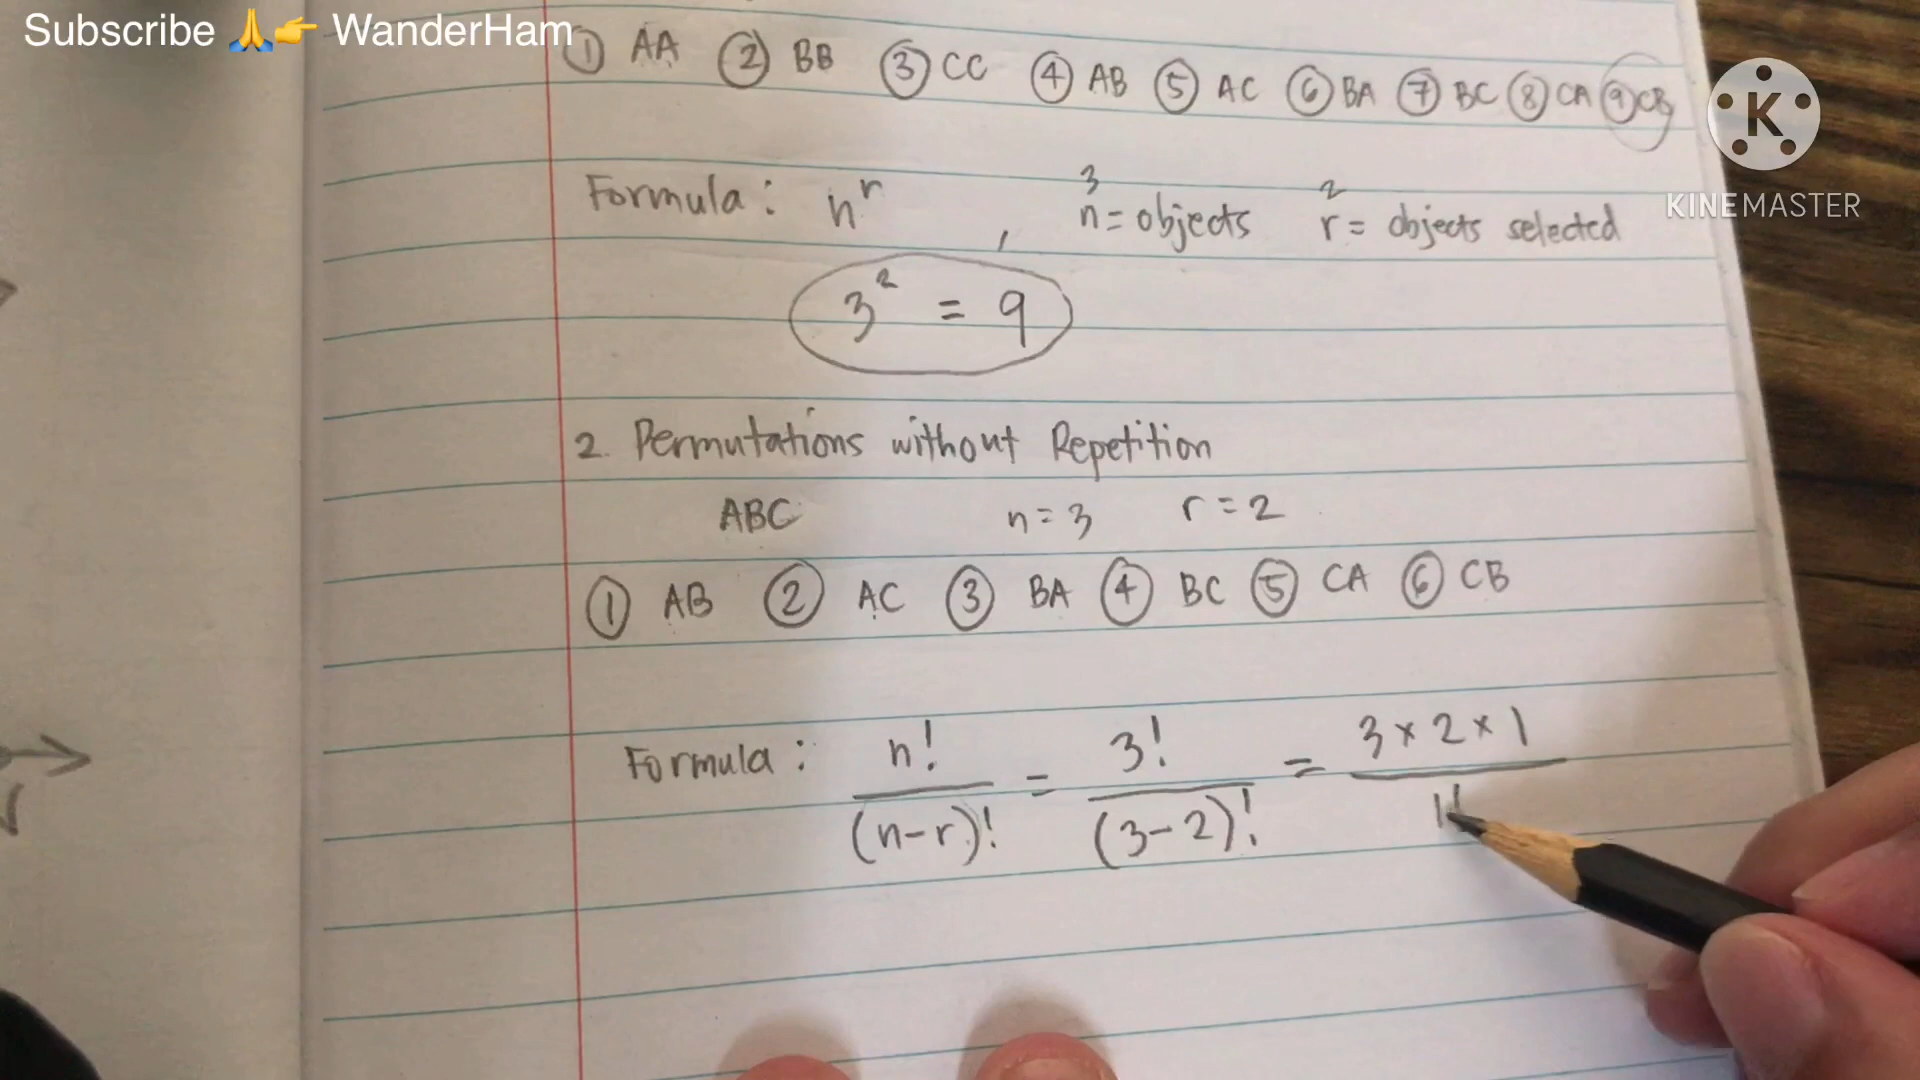 Subscribe 🙏👉 WanderHam
① AA ② BB ③ CC ④ AB ⑤ AC ⑥ BA ⑦ BC ⑧ CA ⑨ CB
K
KINEMASTER
3 2
Formula: n^r , n = objects r = objects selected
3² = 9
2. Permutations without Repetition
ABC n = 3 r = 2
① AB ② AC ③ BA ④ BC ⑤ CA ⑥ CB
Formula: n!/(n-r)! = 3!/(3-2)! = 3 × 2 × 1/1!